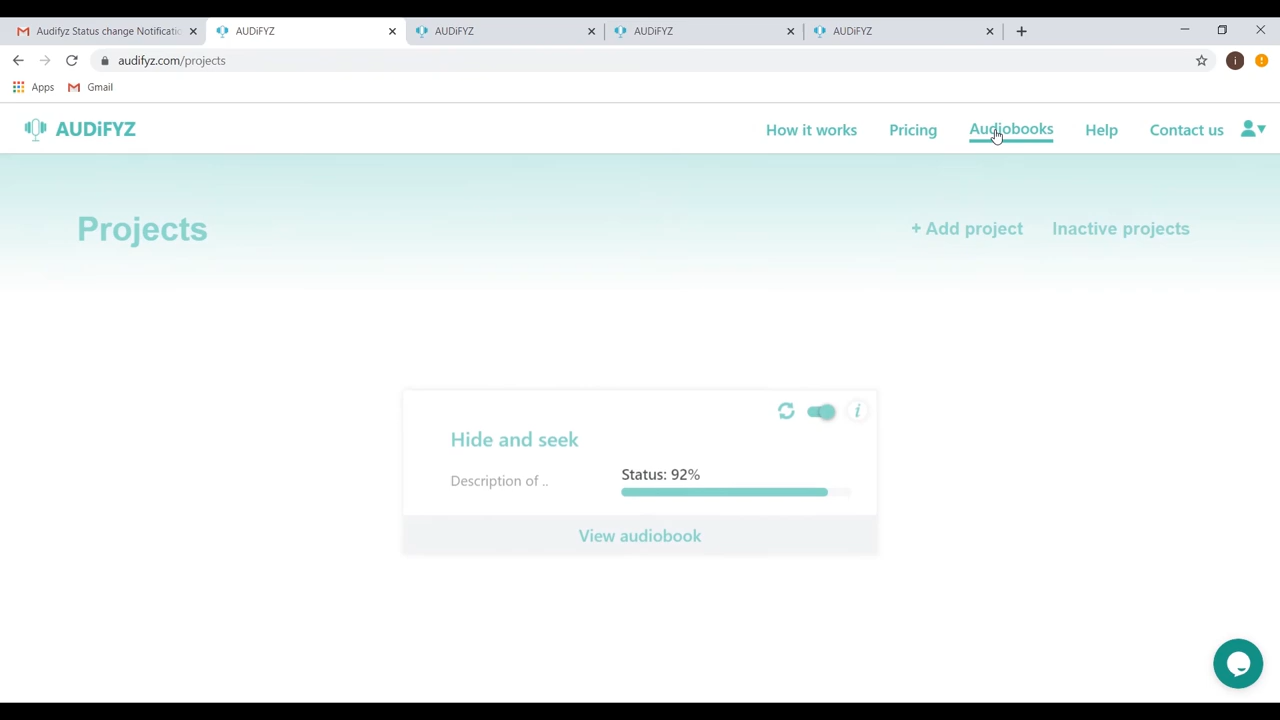 Audifyz Status change Notificatic
AUDiFYZ
AUDiFYZ
AUDiFYZ
AUDiFYZ
audifyz.com/projects
i
Apps
Gmail
AUDiFYZ
How it works
Pricing
Audiobooks
Help
Contact us
Projects
+ Add project
Inactive projects
i
Hide and seek
Description of ..
Status: 92%
View audiobook